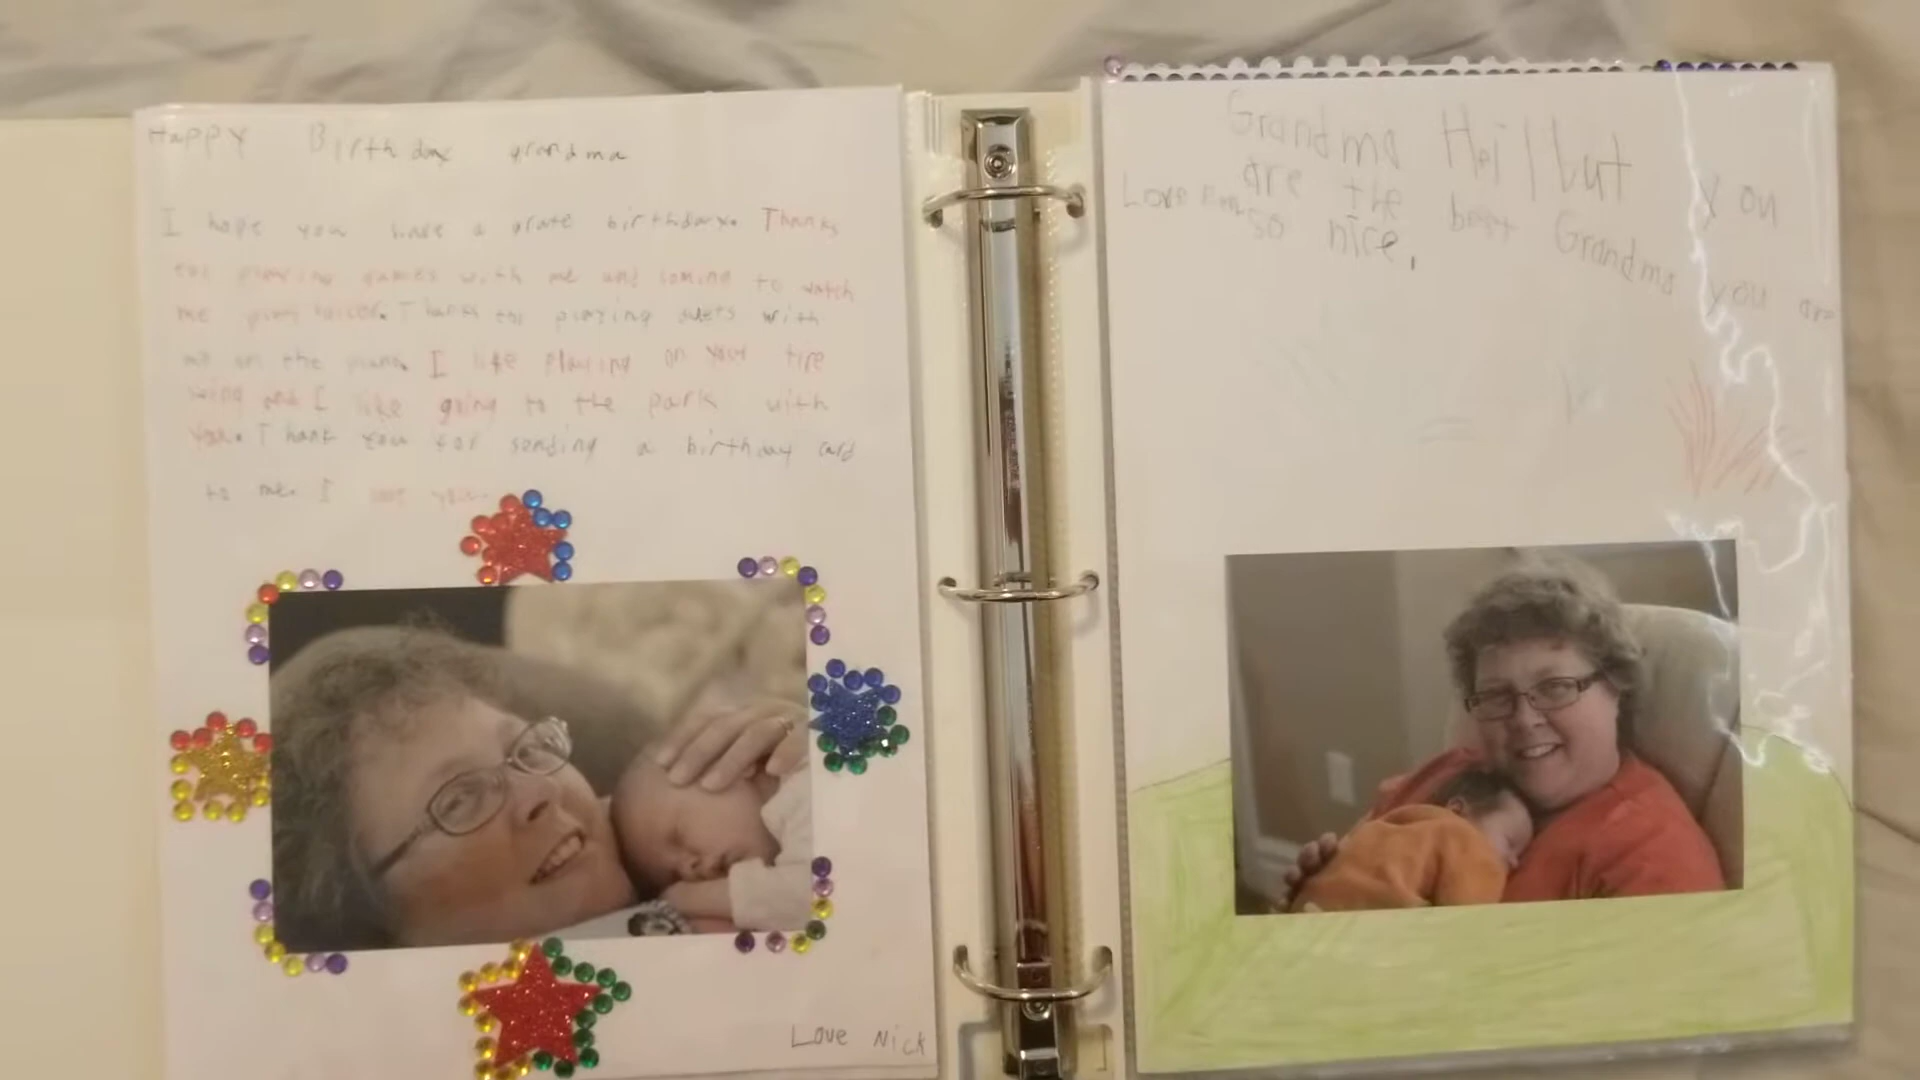 Happy Birthday grandma
I hope you have a grate birthday. Thanks
for playing games with me and coming to watch
me play soccer. Thanks for playing duets with
me on the piano. I like playing on your tire
swing and I like going to the park with
you. Thank you for sending a birthday card
to me. I love you.
Love Nick
Grandma Hei but you
are the best Grandma you are
so nice.
Love